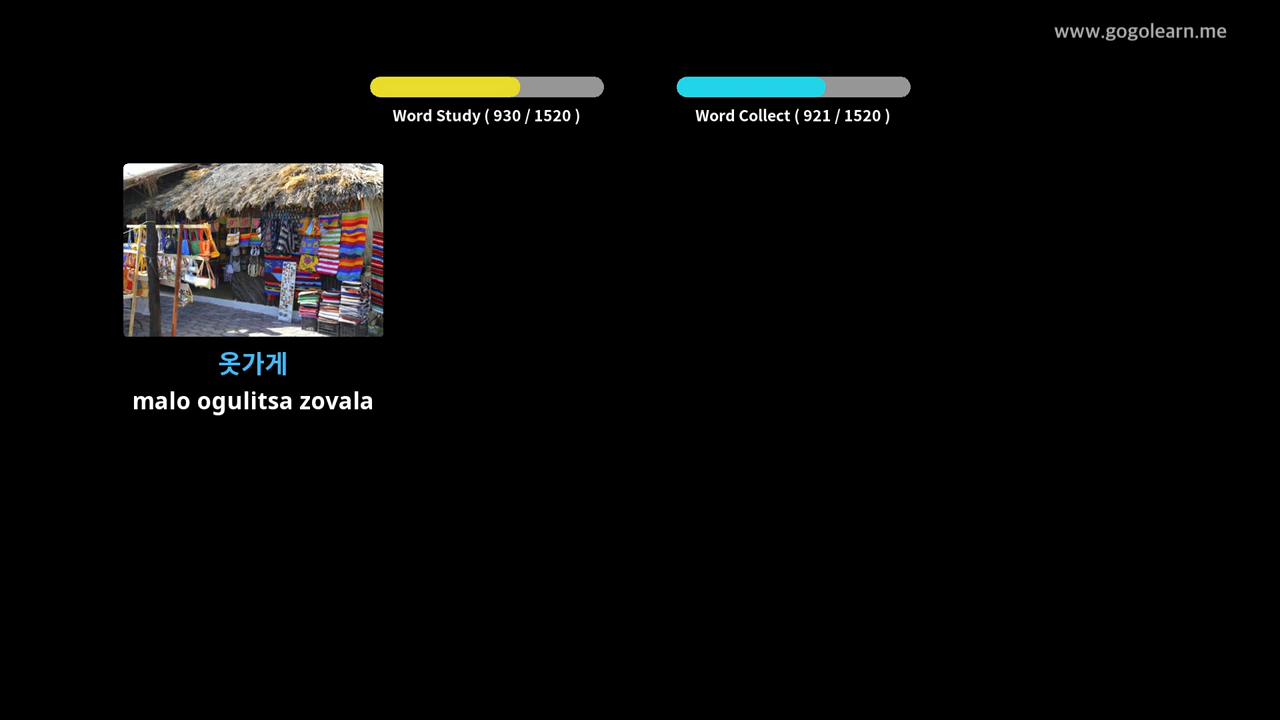 www.gogolearn.me
Word Study ( 930 / 1520 )
Word Collect ( 921 / 1520 )
옷가게
malo ogulitsa zovala